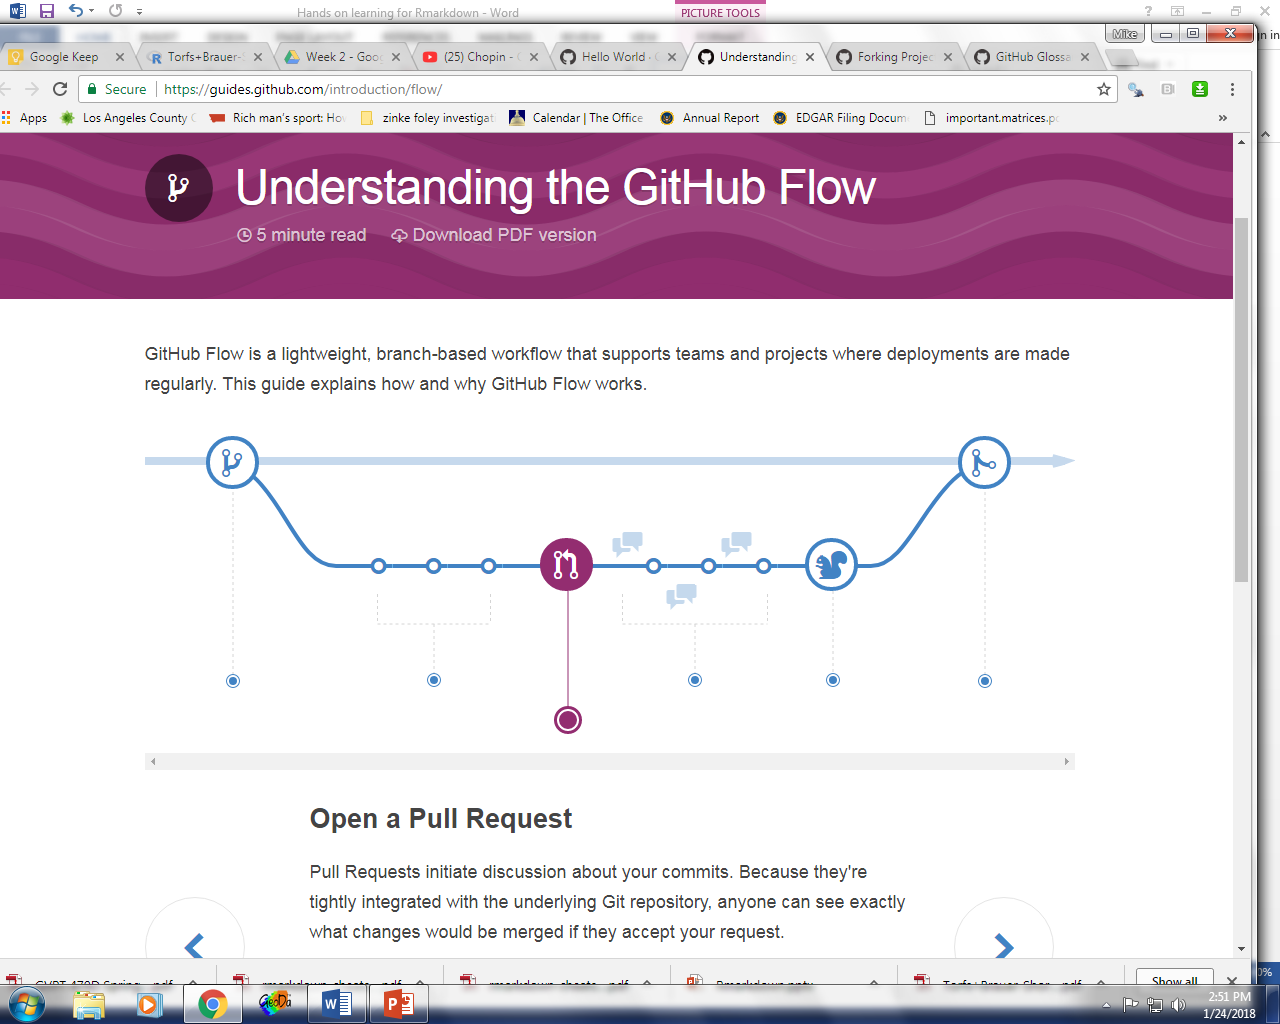 Hands on learning for Rmarkdown - Word
PICTURE TOOLS
Mike
Google Keep
Torfs+Brauer-
Week 2 - Goo
(25) Chopin -
Hello World ·
Understanding
Forking Projec
GitHub Glossa
Secure
https://guides.github.com/introduction/flow/
Apps
Los Angeles County
Rich man's sport: Ho
zinke foley investigat
Calendar | The Office
Annual Report
EDGAR Filing Docum
important.matrices.p
»
Understanding the GitHub Flow
5 minute read
Download PDF version
GitHub Flow is a lightweight, branch-based workflow that supports teams and projects where deployments are made
regularly. This guide explains how and why GitHub Flow works.
Open a Pull Request
Pull Requests initiate discussion about your commits. Because they're
tightly integrated with the underlying Git repository, anyone can see exactly
what changes would be merged if they accept your request.
Show all
0%
GeoDa
2:51 PM
1/24/2018